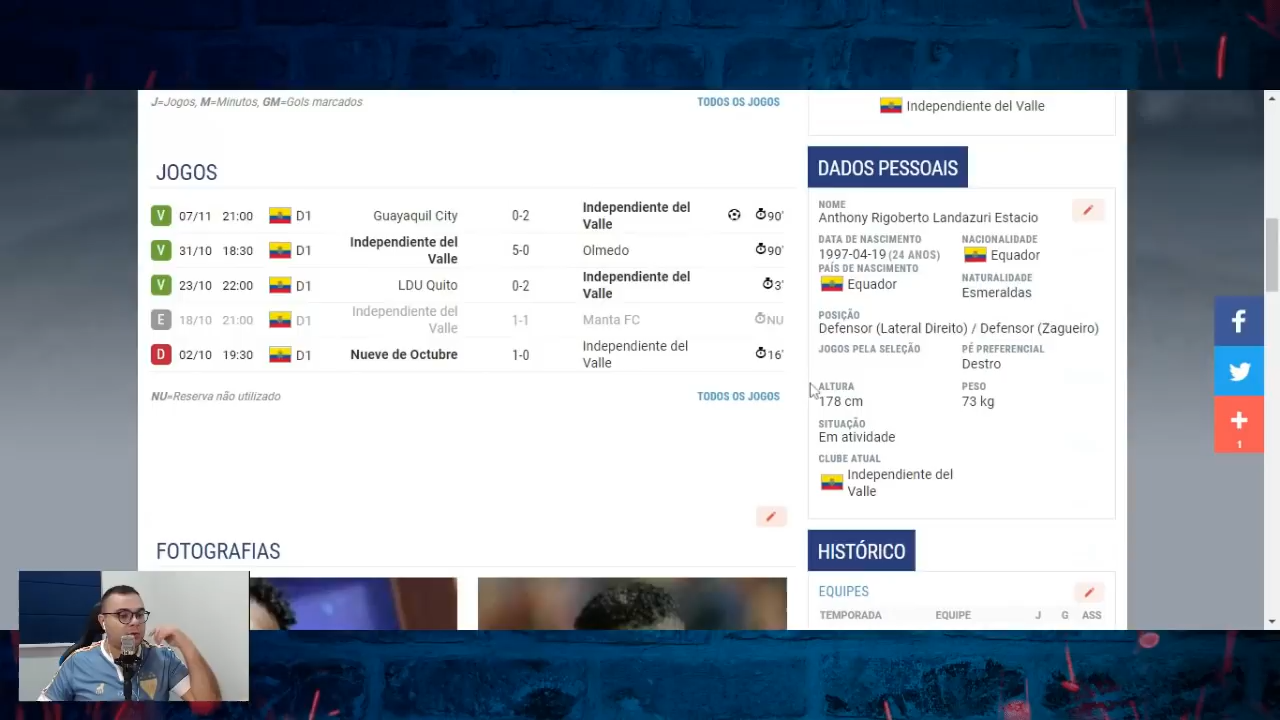 J=Jogos, M=Minutos, GM=Gols marcados
TODOS OS JOGOS
JOGOS
V 07/11 21:00 D1 Guayaquil City 0-2 Independiente del Valle 90'
V 31/10 18:30 D1 Independiente del Valle 5-0 Olmedo 90'
V 23/10 22:00 D1 LDU Quito 0-2 Independiente del Valle 3'
E 18/10 21:00 D1 Independiente del Valle 1-1 Manta FC NU
D 02/10 19:30 D1 Nueve de Octubre 1-0 Independiente del Valle 16'
NU=Reserva não utilizado
TODOS OS JOGOS
FOTOGRAFIAS
Independiente del Valle
DADOS PESSOAIS
NOME
Anthony Rigoberto Landazuri Estacio
DATA DE NASCIMENTO
1997-04-19 (24 ANOS)
NACIONALIDADE
Equador
PAÍS DE NASCIMENTO
Equador
NATURALIDADE
Esmeraldas
POSIÇÃO
Defensor (Lateral Direito) / Defensor (Zagueiro)
JOGOS PELA SELEÇÃO
PÉ PREFERENCIAL
Destro
ALTURA
178 cm
PESO
73 kg
SITUAÇÃO
Em atividade
CLUBE ATUAL
Independiente del
Valle
HISTÓRICO
EQUIPES
TEMPORADA EQUIPE J G ASS
1